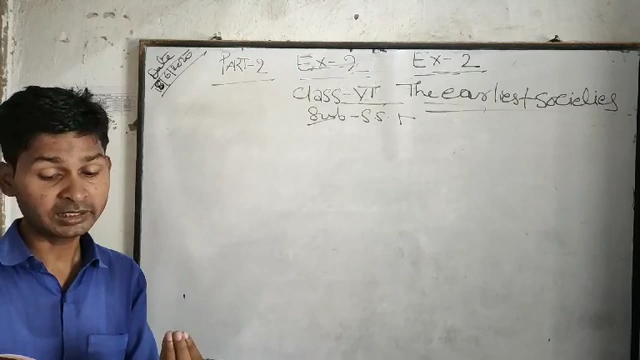 Date
PART-2 Ex-2 Ex-2
Class-VI The earliest societies
Sub-S.S.t